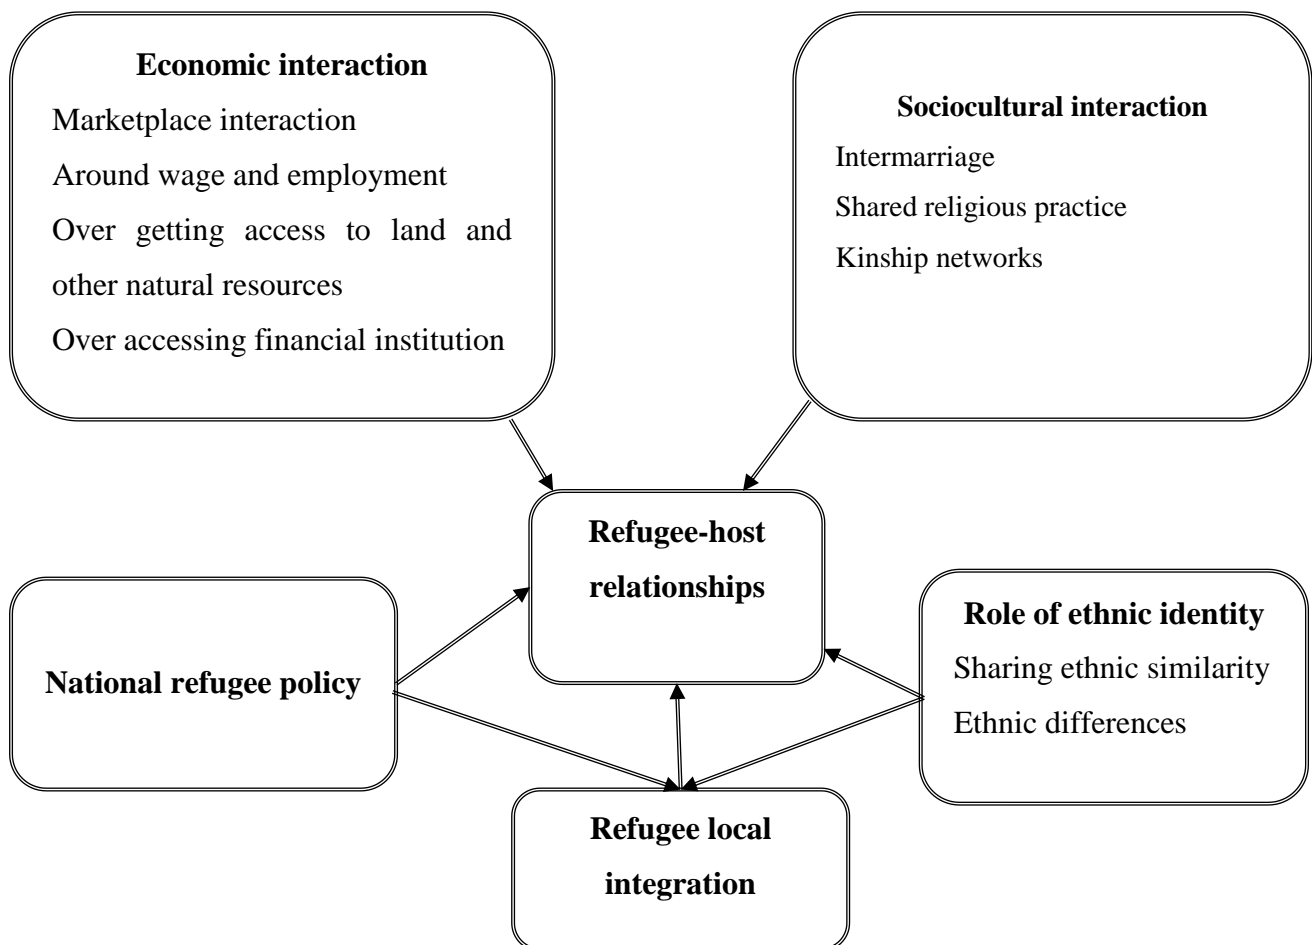 Economic interaction
Marketplace interaction
Around wage and employment
Over getting access to land and
other natural resources
Over accessing financial institution
Sociocultural interaction
Intermarriage
Shared religious practice
Kinship networks
Refugee-host
relationships
National refugee policy
Role of ethnic identity
Sharing ethnic similarity
Ethnic differences
Refugee local
integration